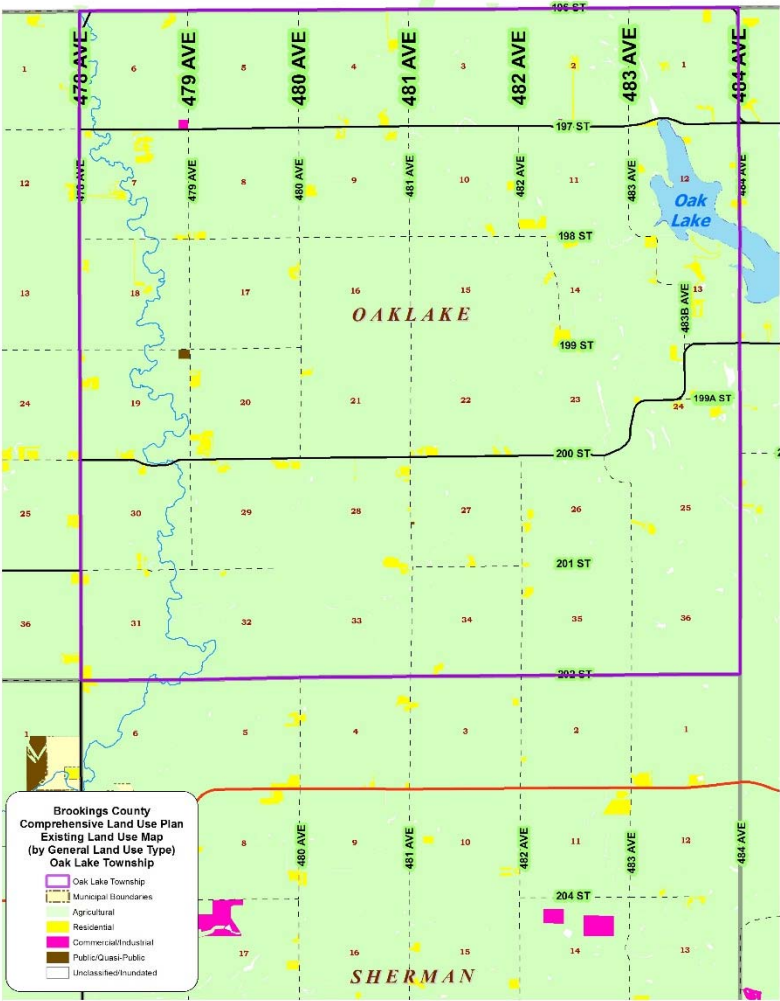 196 ST
478 AVE
479 AVE
480 AVE
481 AVE
482 AVE
483 AVE
484 AVE
1
6
5
4
3
2
1
197 ST
478 AVE
479 AVE
480 AVE
481 AVE
482 AVE
483 AVE
484 AVE
12
7
8
9
10
11
12
Oak
Lake
198 ST
13
18
17
16
15
14
13
OAKLAKE
483B AVE
199 ST
24
19
20
21
22
23
24
199A ST
200 ST
25
30
29
28
27
26
25
201 ST
36
31
32
33
34
35
36
202 ST
1
6
5
4
3
2
1
8
9
10
11
12
480 AVE
481 AVE
482 AVE
483 AVE
484 AVE
204 ST
17
16
15
14
13
SHERMAN
Brookings County
Comprehensive Land Use Plan
Existing Land Use Map
(by General Land Use Type)
Oak Lake Township
Oak Lake Township
Municipal Boundaries
Agricultural
Residential
Commercial/Industrial
Public/Quasi-Public
Unclassified/Inundated